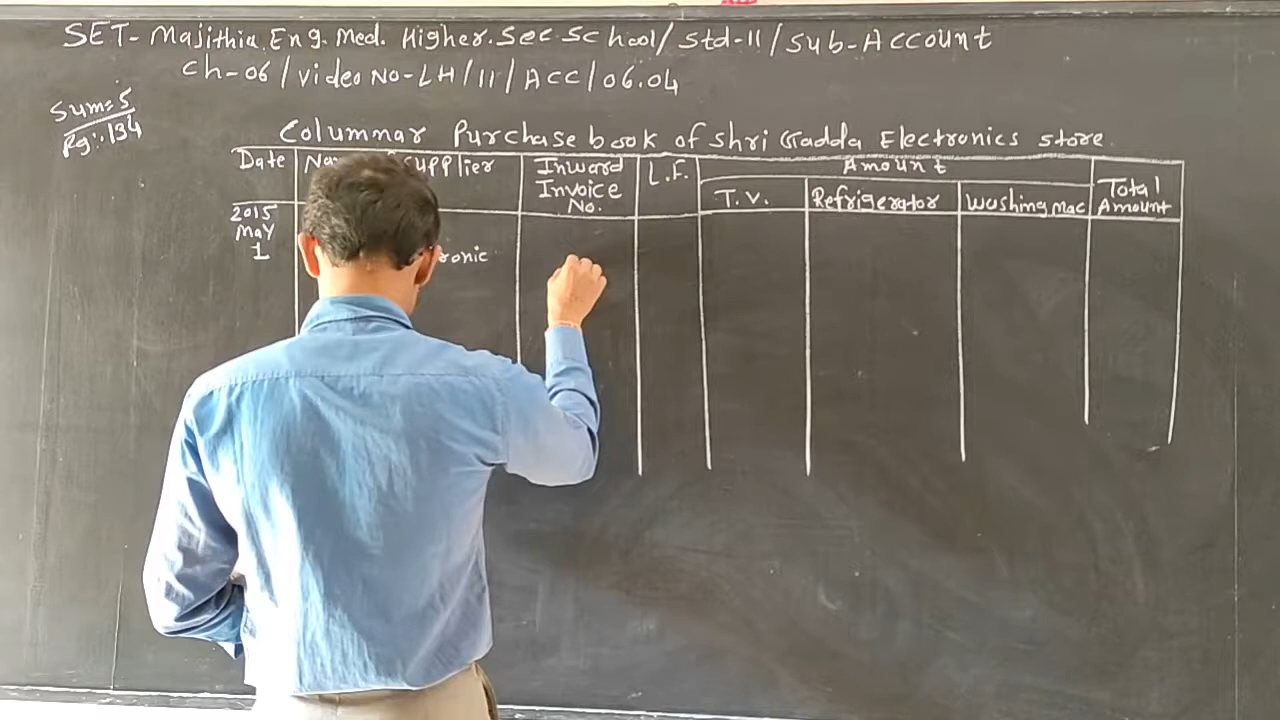 SET- Majithia. Eng. Med. Higher. Sec School/ Std-11 / Sub-Account
Ch-06 / Video No-LH / 11 / ACC / 06.04
Sum:5
Pg:-134
Columnar Purchase book of Shri Gadda Electronics Store
Date Supplier Inward Invoice No. L.F. Amount Total Amount
T.V. Refrigerator Washing Mac
2015
May
1